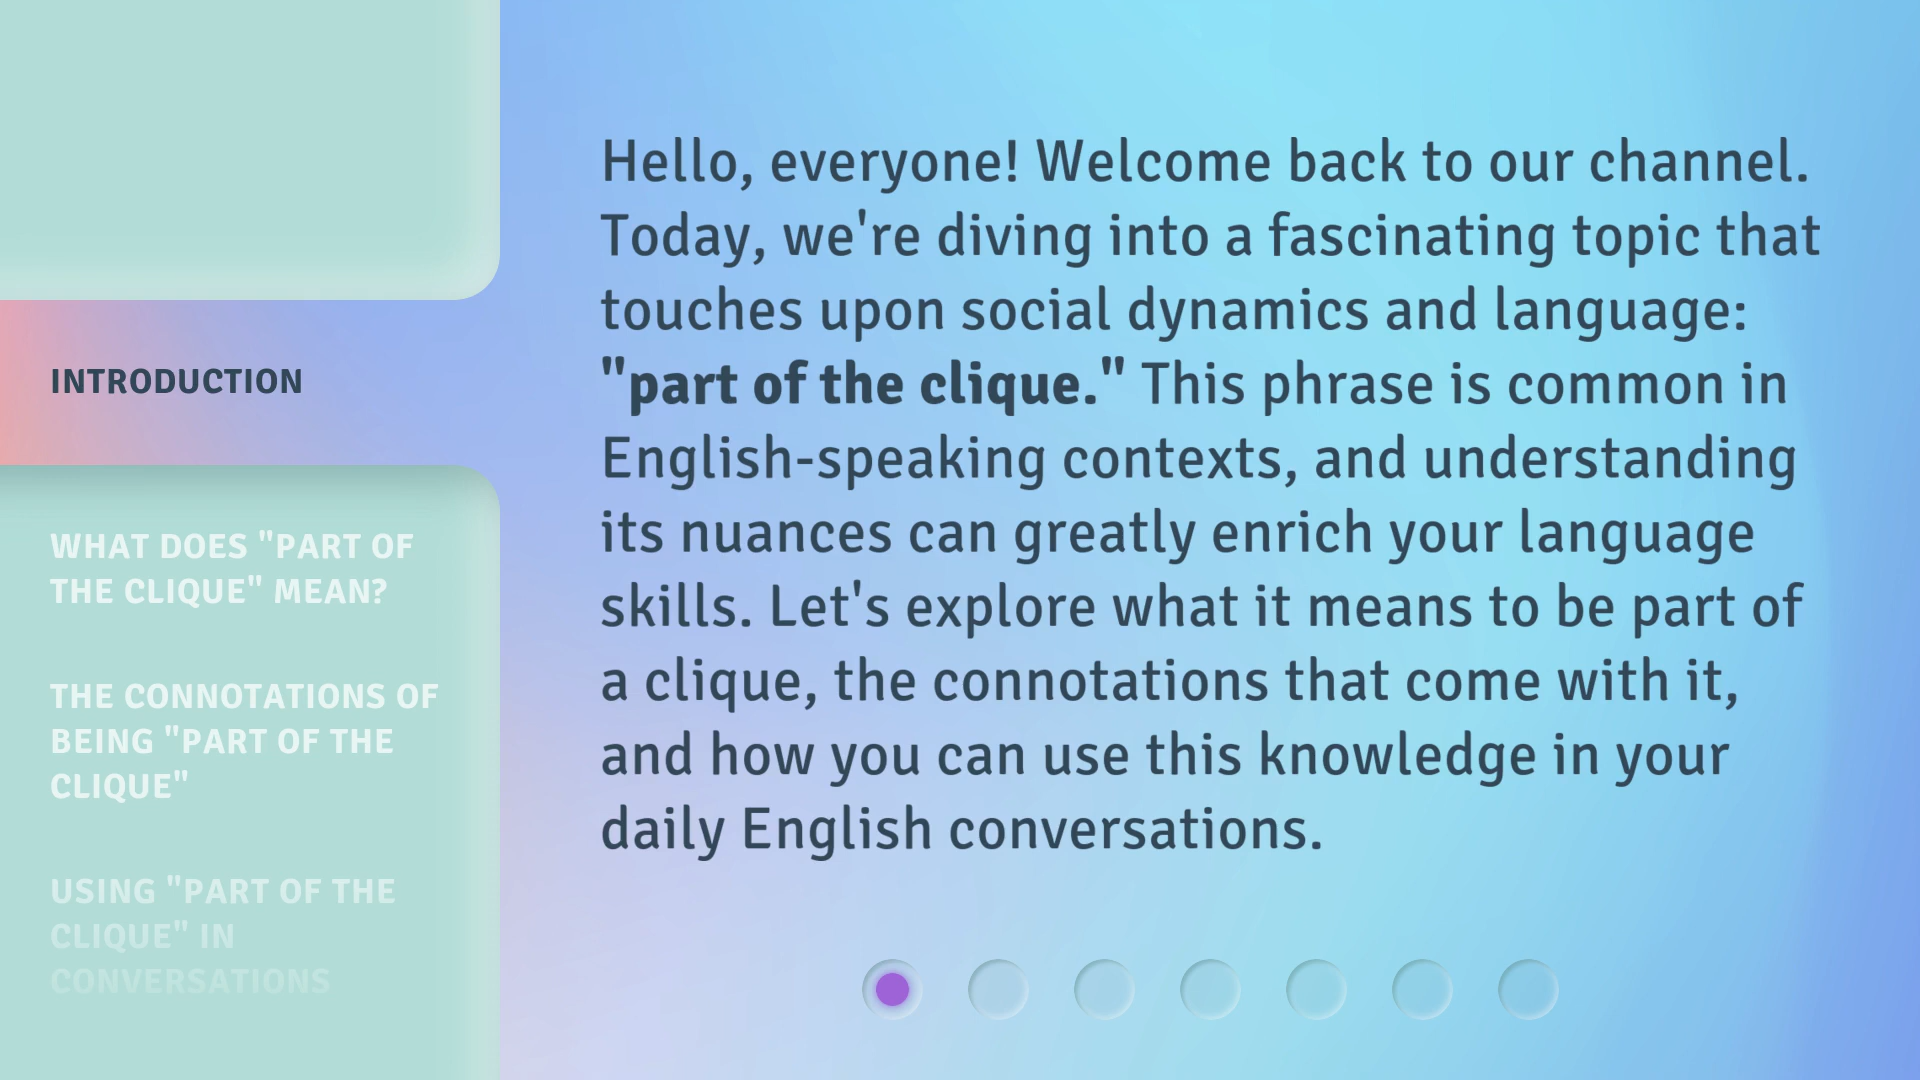 INTRODUCTION
WHAT DOES "PART OF
THE CLIQUE" MEAN?
THE CONNOTATIONS OF
BEING "PART OF THE
CLIQUE"
USING "PART OF THE
CLIQUE" IN
CONVERSATIONS
Hello, everyone! Welcome back to our channel.
Today, we're diving into a fascinating topic that
touches upon social dynamics and language:
"part of the clique." This phrase is common in
English-speaking contexts, and understanding
its nuances can greatly enrich your language
skills. Let's explore what it means to be part of
a clique, the connotations that come with it,
and how you can use this knowledge in your
daily English conversations.